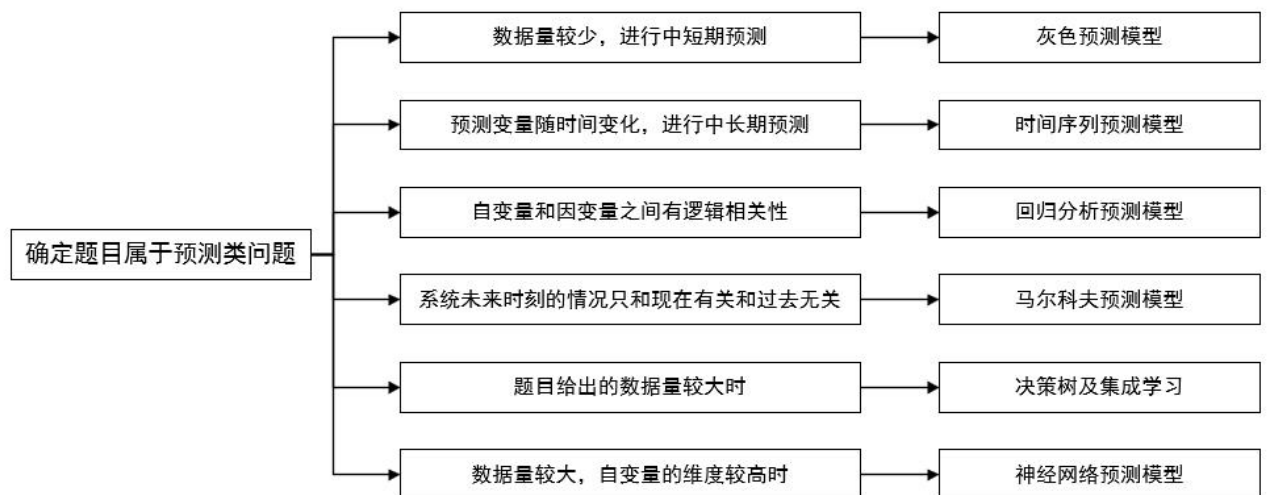 确定题目属于预测类问题
数据量较少，进行中短期预测
灰色预测模型
预测变量随时间变化，进行中长期预测
时间序列预测模型
自变量和因变量之间有逻辑相关性
回归分析预测模型
系统未来时刻的情况只和现在有关和过去无关
马尔科夫预测模型
题目给出的数据量较大时
决策树及集成学习
数据量较大，自变量的维度较高时
神经网络预测模型